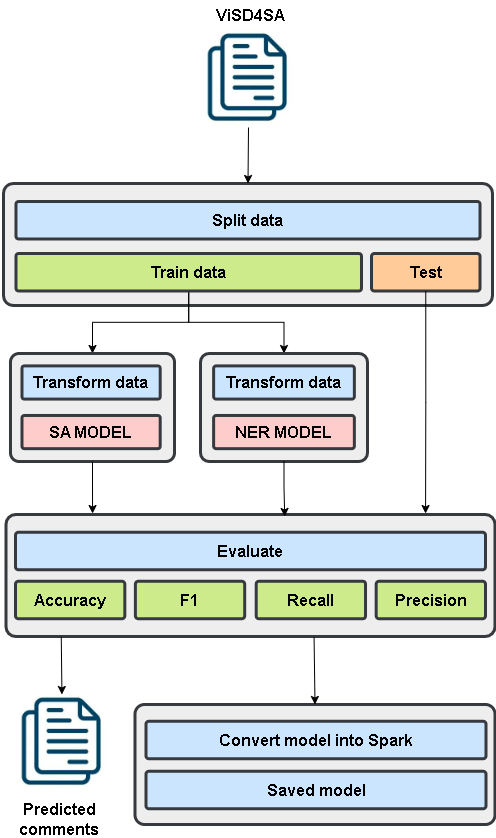 ViSD4SA
Split data
Train data
Test
Transform data
Transform data
SA MODEL
NER MODEL
Evaluate
Accuracy
F1
Recall
Precision
Convert model into Spark
Saved model
Predicted
comments